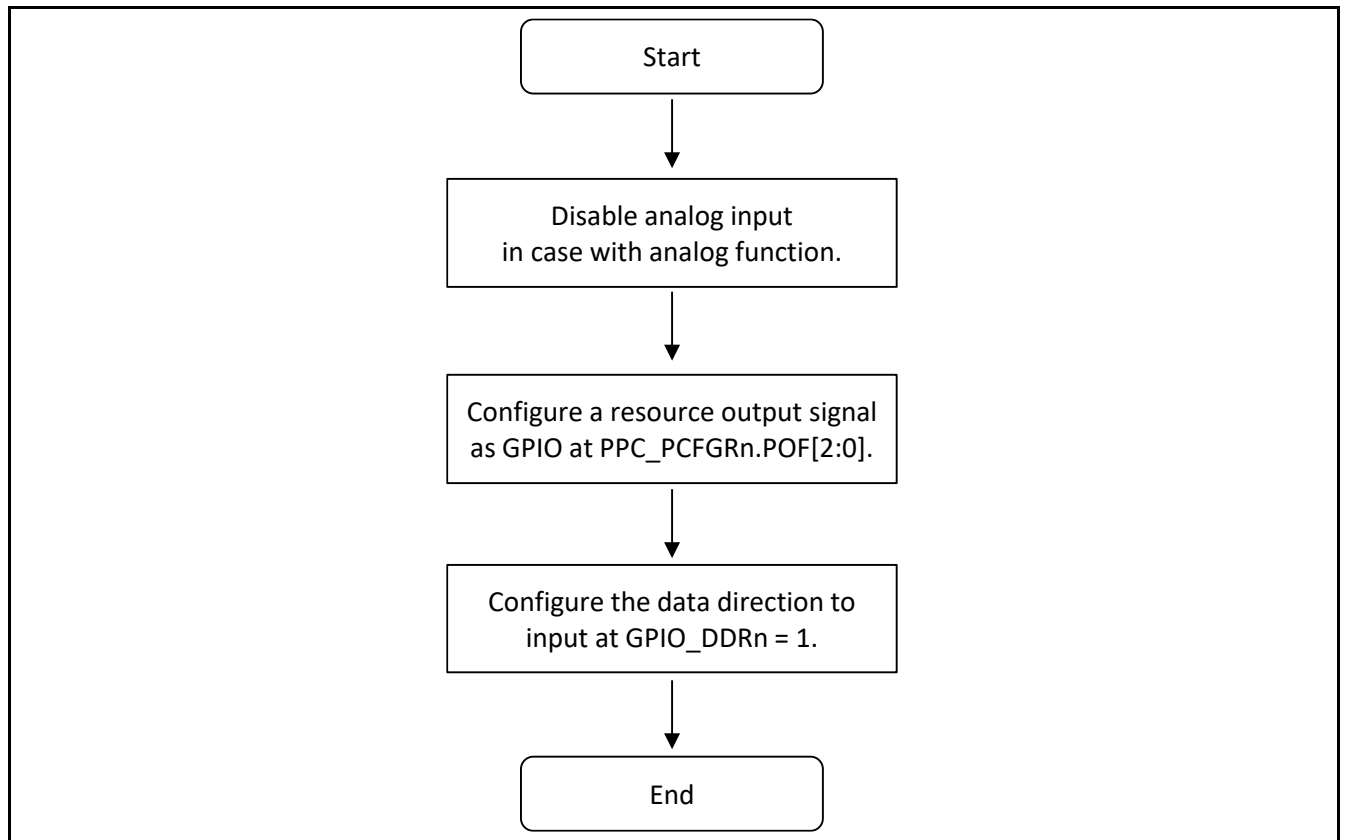 Start
Disable analog input
in case with analog function.
Configure a resource output signal
as GPIO at PPC_PCFGRn.POF[2:0].
Configure the data direction to
input at GPIO_DDRn = 1.
End